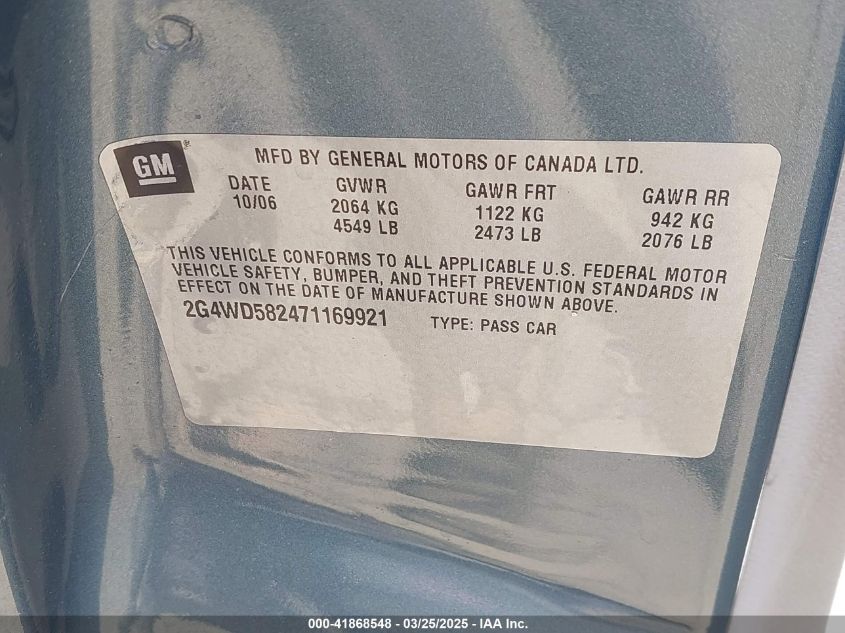 GM
MFD BY GENERAL MOTORS OF CANADA LTD.
DATE GVWR GAWR FRT GAWR RR
10/06 2064 KG 1122 KG 942 KG
4549 LB 2473 LB 2076 LB
THIS VEHICLE CONFORMS TO ALL APPLICABLE U.S. FEDERAL MOTOR
VEHICLE SAFETY, BUMPER, AND THEFT PREVENTION STANDARDS IN
EFFECT ON THE DATE OF MANUFACTURE SHOWN ABOVE.
2G4WD582471169921 TYPE: PASS CAR
000-41868548 - 03/25/2025 - IAA Inc.